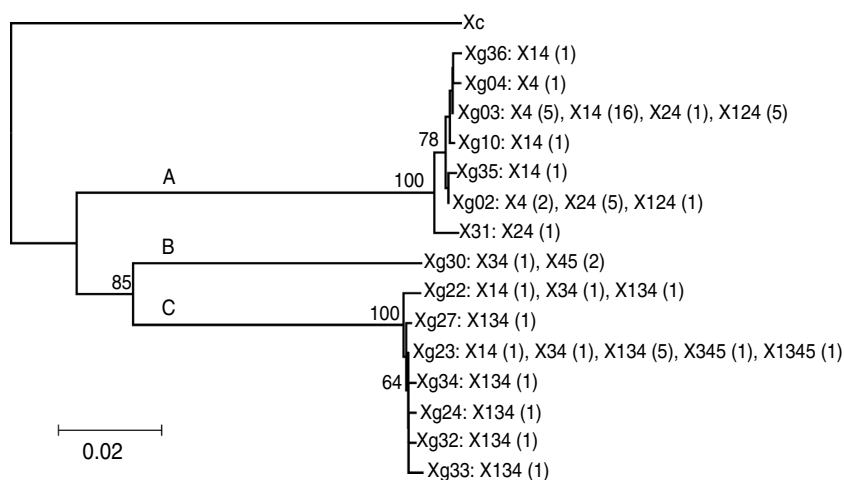 Xc
Xg36: X14 (1)
Xg04: X4 (1)
Xg03: X4 (5), X14 (16), X24 (1), X124 (5)
78
Xg10: X14 (1)
Xg35: X14 (1)
A
100
Xg02: X4 (2), X24 (5), X124 (1)
X31: X24 (1)
B
Xg30: X34 (1), X45 (2)
85
Xg22: X14 (1), X34 (1), X134 (1)
C
100
Xg27: X134 (1)
Xg23: X14 (1), X34 (1), X134 (5), X345 (1), X1345 (1)
64
Xg34: X134 (1)
Xg24: X134 (1)
Xg32: X134 (1)
0.02
Xg33: X134 (1)